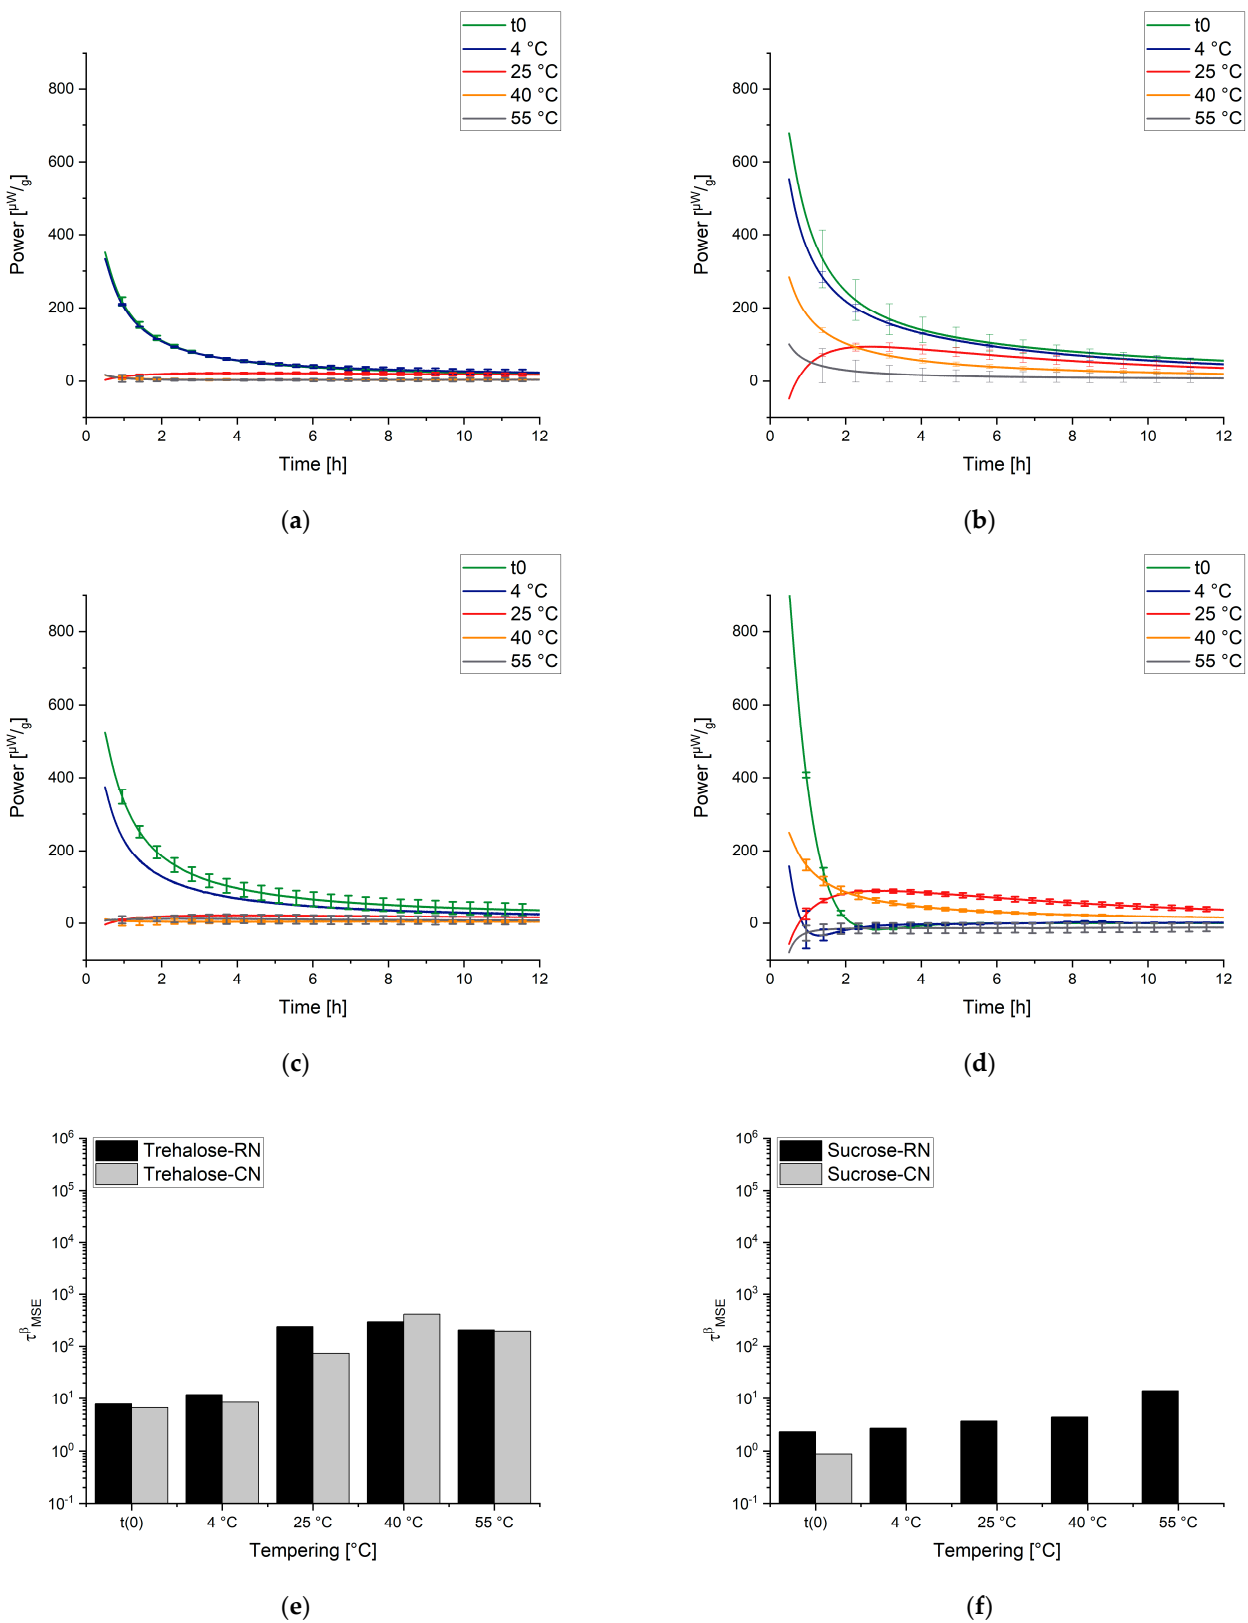 t0
4 °C
25 °C
40 °C
55 °C
800
600
400
200
0
Power [µW/g]
0 2 4 6 8 10 12
Time [h]
(a)
t0
4 °C
25 °C
40 °C
55 °C
800
600
400
200
0
Power [µW/g]
0 2 4 6 8 10 12
Time [h]
(b)
t0
4 °C
25 °C
40 °C
55 °C
800
600
400
200
0
Power [µW/g]
0 2 4 6 8 10 12
Time [h]
(c)
t0
4 °C
25 °C
40 °C
55 °C
800
600
400
200
0
Power [µW/g]
0 2 4 6 8 10 12
Time [h]
(d)
Trehalose-RN
Trehalose-CN
10^6
10^5
10^4
10^3
10^2
10^1
10^0
10^-1
τ^β_MSE
t(0) 4 °C 25 °C 40 °C 55 °C
Tempering [°C]
(e)
Sucrose-RN
Sucrose-CN
10^6
10^5
10^4
10^3
10^2
10^1
10^0
10^-1
τ^β_MSE
t(0) 4 °C 25 °C 40 °C 55 °C
Tempering [°C]
(f)